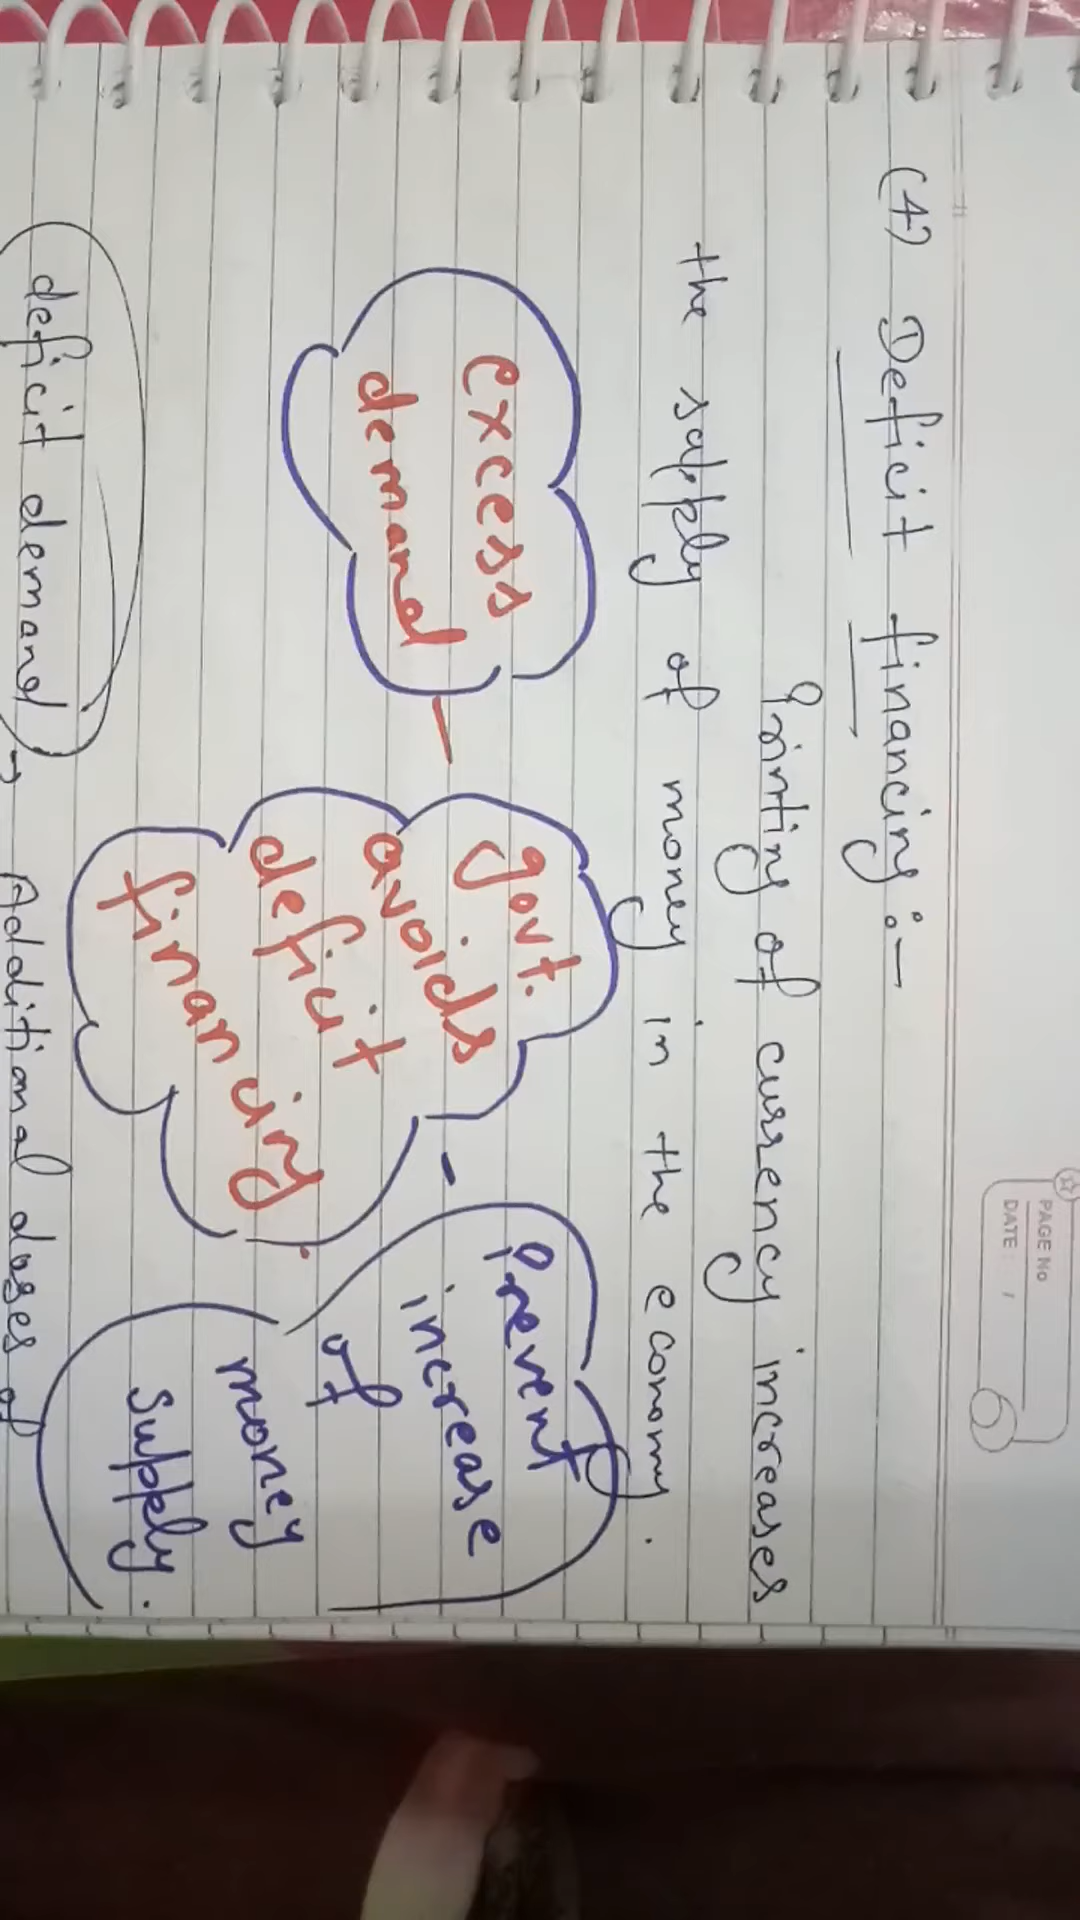 PAGE No
DATE : /
(4) Deficit financing :-
Printing of currency increases
the supply of money in the economy.
excess
demand
govt.
avoids
deficit
financing
Prevent
increase
of
money
supply.
deficit demand → Additional doses of